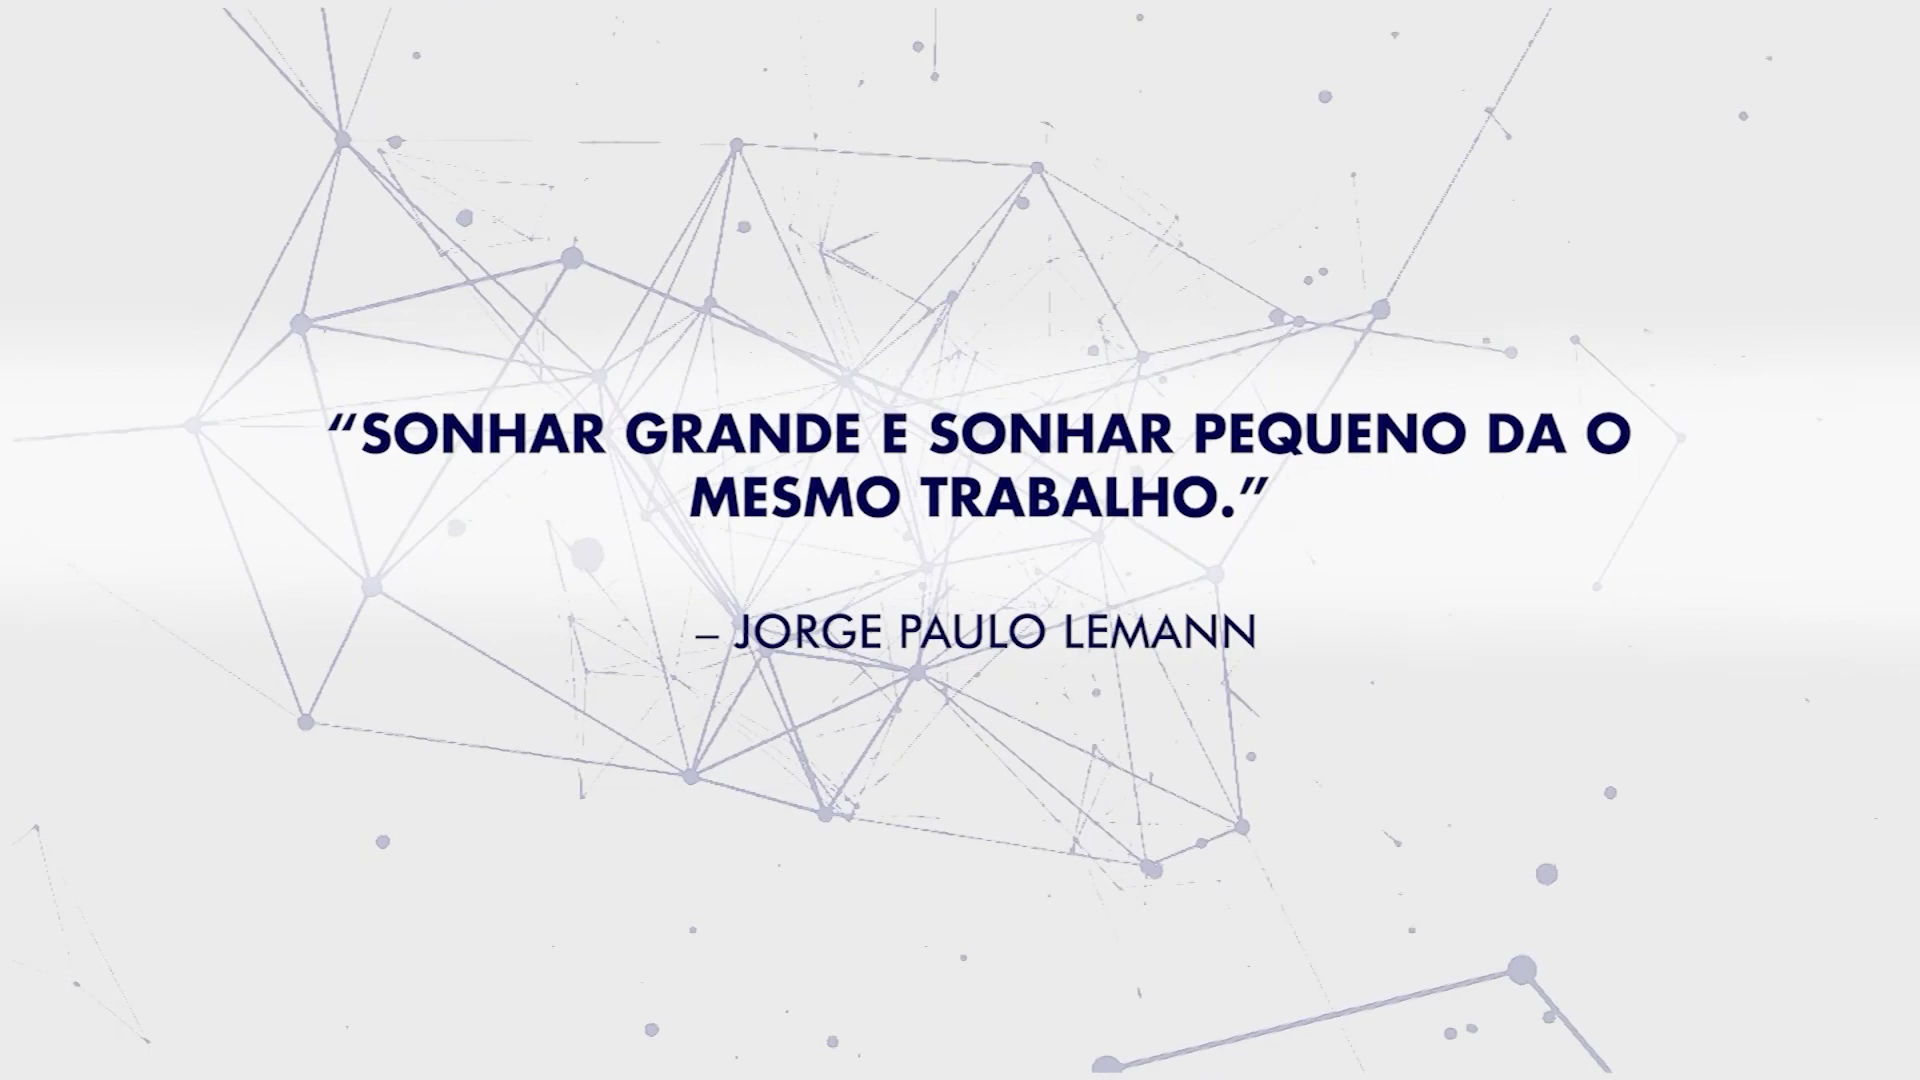 “SONHAR GRANDE E SONHAR PEQUENO DA O
MESMO TRABALHO.”
– JORGE PAULO LEMANN